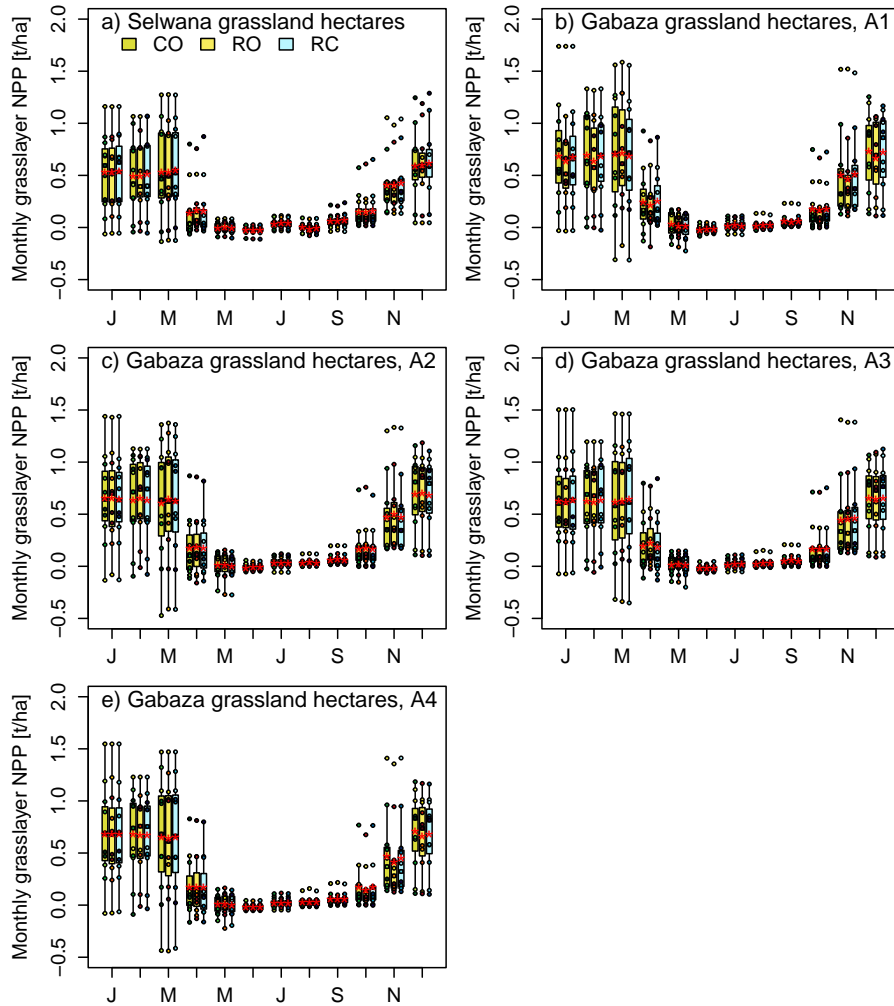 a) Selwana grassland hectares
CO RO RC
Monthly grasslayer NPP [t/ha]
2.0
1.5
1.0
0.5
0.0
−0.5
J M M J S N
b) Gabaza grassland hectares, A1
Monthly grasslayer NPP [t/ha]
2.0
1.5
1.0
0.5
0.0
−0.5
J M M J S N
c) Gabaza grassland hectares, A2
Monthly grasslayer NPP [t/ha]
2.0
1.5
1.0
0.5
0.0
−0.5
J M M J S N
d) Gabaza grassland hectares, A3
Monthly grasslayer NPP [t/ha]
2.0
1.5
1.0
0.5
0.0
−0.5
J M M J S N
e) Gabaza grassland hectares, A4
Monthly grasslayer NPP [t/ha]
2.0
1.5
1.0
0.5
0.0
−0.5
J M M J S N